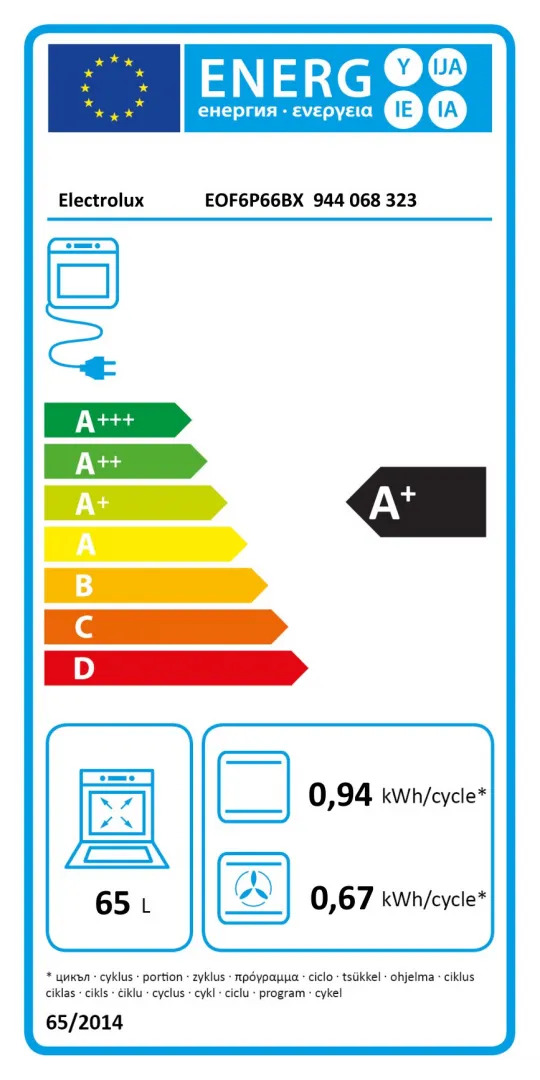 ENERG Y IJA
енергия · ενεργεια IE IA
Electrolux EOF6P66BX 944 068 323
A+++
A++
A+
A
B
C
D
A+
65 L
0,94 kWh/cycle*
0,67 kWh/cycle*
* цикъл · cyklus · portion · zyklus · πρόγραμμα · ciclo · tsükkel · ohjelma · ciklus
ciklas · cikls · ċiklu · cyclus · cykl · ciclu · program · cykel
65/2014